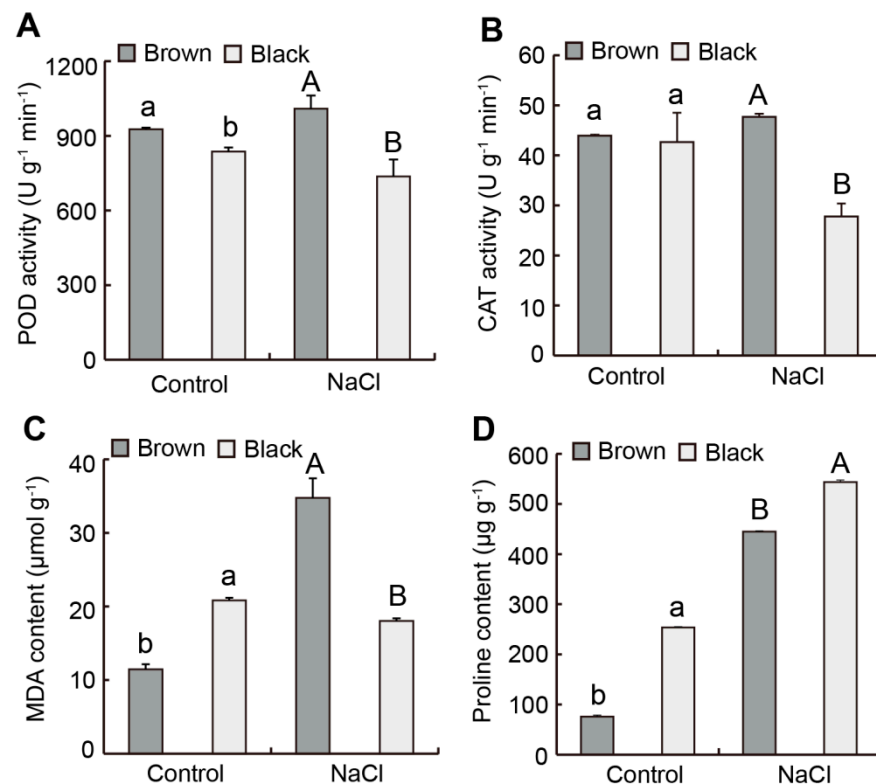 A
Brown Black
1200
900
600
300
0
POD activity (U g⁻¹ min⁻¹)
a
b
A
B
Control NaCl
B
Brown Black
60
50
40
30
20
10
0
CAT activity (U g⁻¹ min⁻¹)
a
a
A
B
Control NaCl
C
Brown Black
40
30
20
10
0
MDA content (μmol g⁻¹)
b
a
A
B
Control NaCl
D
Brown Black
600
500
400
300
200
100
0
Proline content (μg g⁻¹)
b
a
B
A
Control NaCl